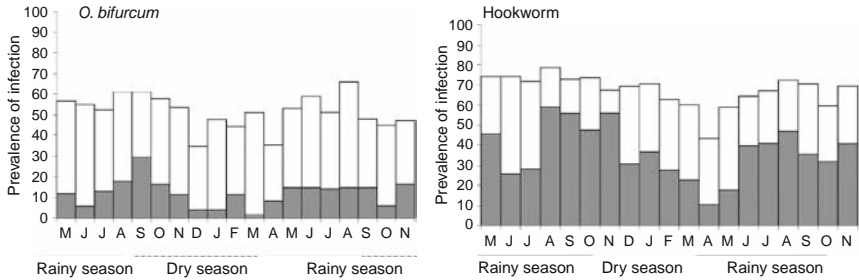 O. bifurcum
Prevalence of infection
100
90
80
70
60
50
40
30
20
10
0
M J J A S O N D J F M A M J J A S O N
Rainy season Dry season Rainy season
Hookworm
Prevalence of infection
100
90
80
70
60
50
40
30
20
10
0
M J J A S O N D J F M A M J J A S O N
Rainy season Dry season Rainy season